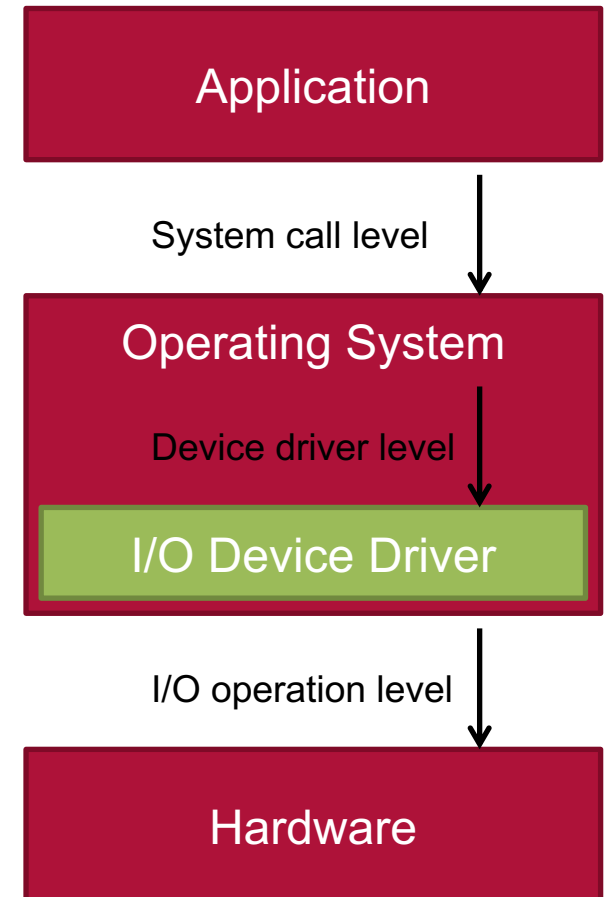 Application
System call level
Operating System
Device driver level
I/O Device Driver
I/O operation level
Hardware